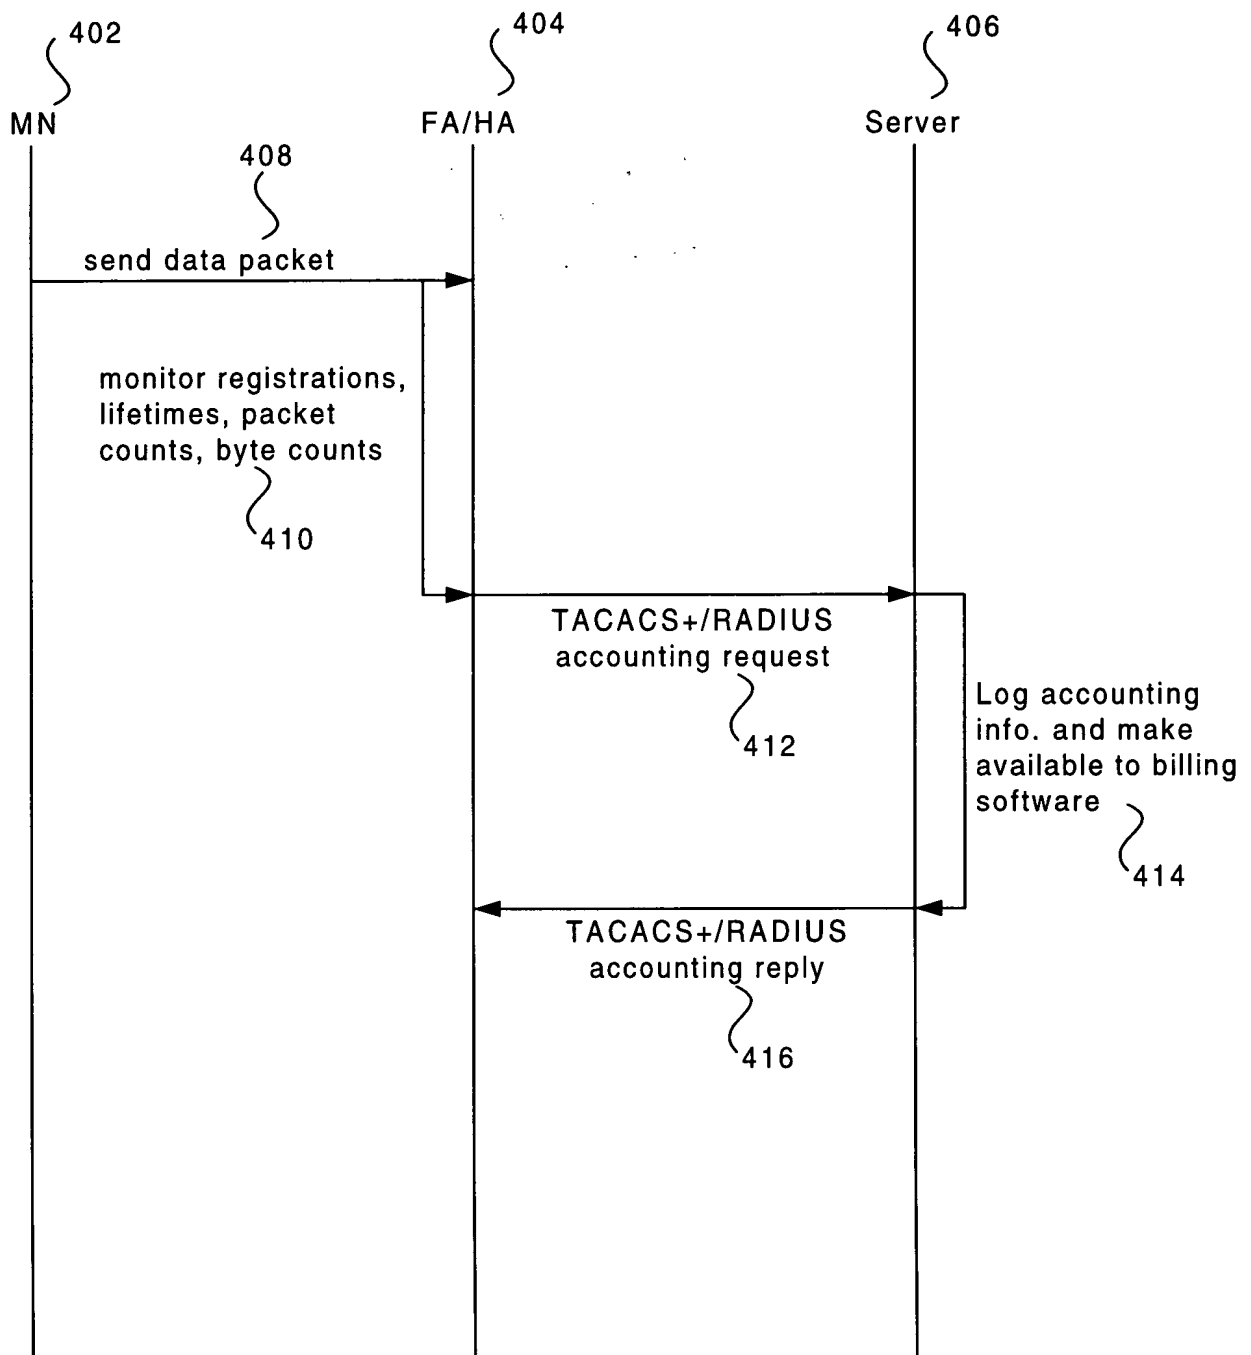 402
404
406
MN
FA/HA
Server
408
send data packet
monitor registrations,
lifetimes, packet
counts, byte counts
410
TACACS+/RADIUS
accounting request
412
Log accounting
info. and make
available to billing
software
414
TACACS+/RADIUS
accounting reply
416